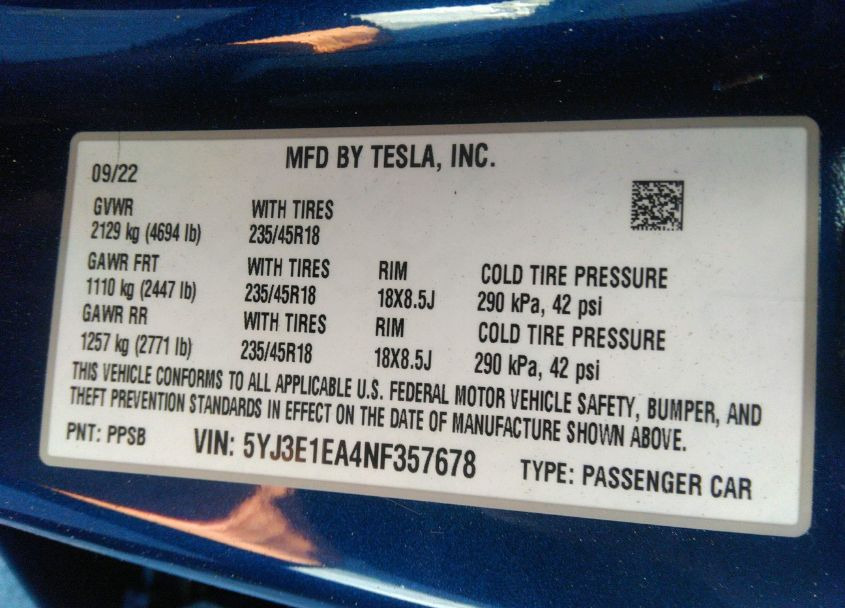 MFD BY TESLA, INC.
09/22
GVWR WITH TIRES
2129 kg (4694 lb) 235/45R18
GAWR FRT WITH TIRES RIM COLD TIRE PRESSURE
1110 kg (2447 lb) 235/45R18 18X8.5J 290 kPa, 42 psi
GAWR RR WITH TIRES RIM COLD TIRE PRESSURE
1257 kg (2771 lb) 235/45R18 18X8.5J 290 kPa, 42 psi
THIS VEHICLE CONFORMS TO ALL APPLICABLE U.S. FEDERAL MOTOR VEHICLE SAFETY, BUMPER, AND
THEFT PREVENTION STANDARDS IN EFFECT ON THE DATE OF MANUFACTURE SHOWN ABOVE.
PNT: PPSB VIN: 5YJ3E1EA4NF357678 TYPE: PASSENGER CAR